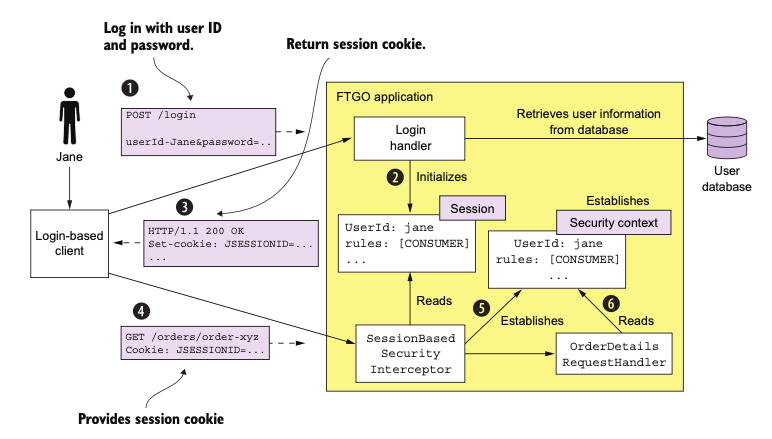 Log in with user ID
and password.
Return session cookie.
1
POST /login
userId-Jane&password=..
Jane
FTGO application
Login
handler
Retrieves user information
from database
User
database
2
Initializes
Session
UserId: jane
rules: [CONSUMER]
...
Establishes
Security context
UserId: jane
rules: [CONSUMER]
...
3
HTTP/1.1 200 OK
Set-cookie: JSESSIONID=...
...
Login-based
client
4
GET /orders/order-xyz
Cookie: JSESSIONID=...
Reads
5
Establishes
6
Reads
SessionBased
Security
Interceptor
OrderDetails
RequestHandler
Provides session cookie